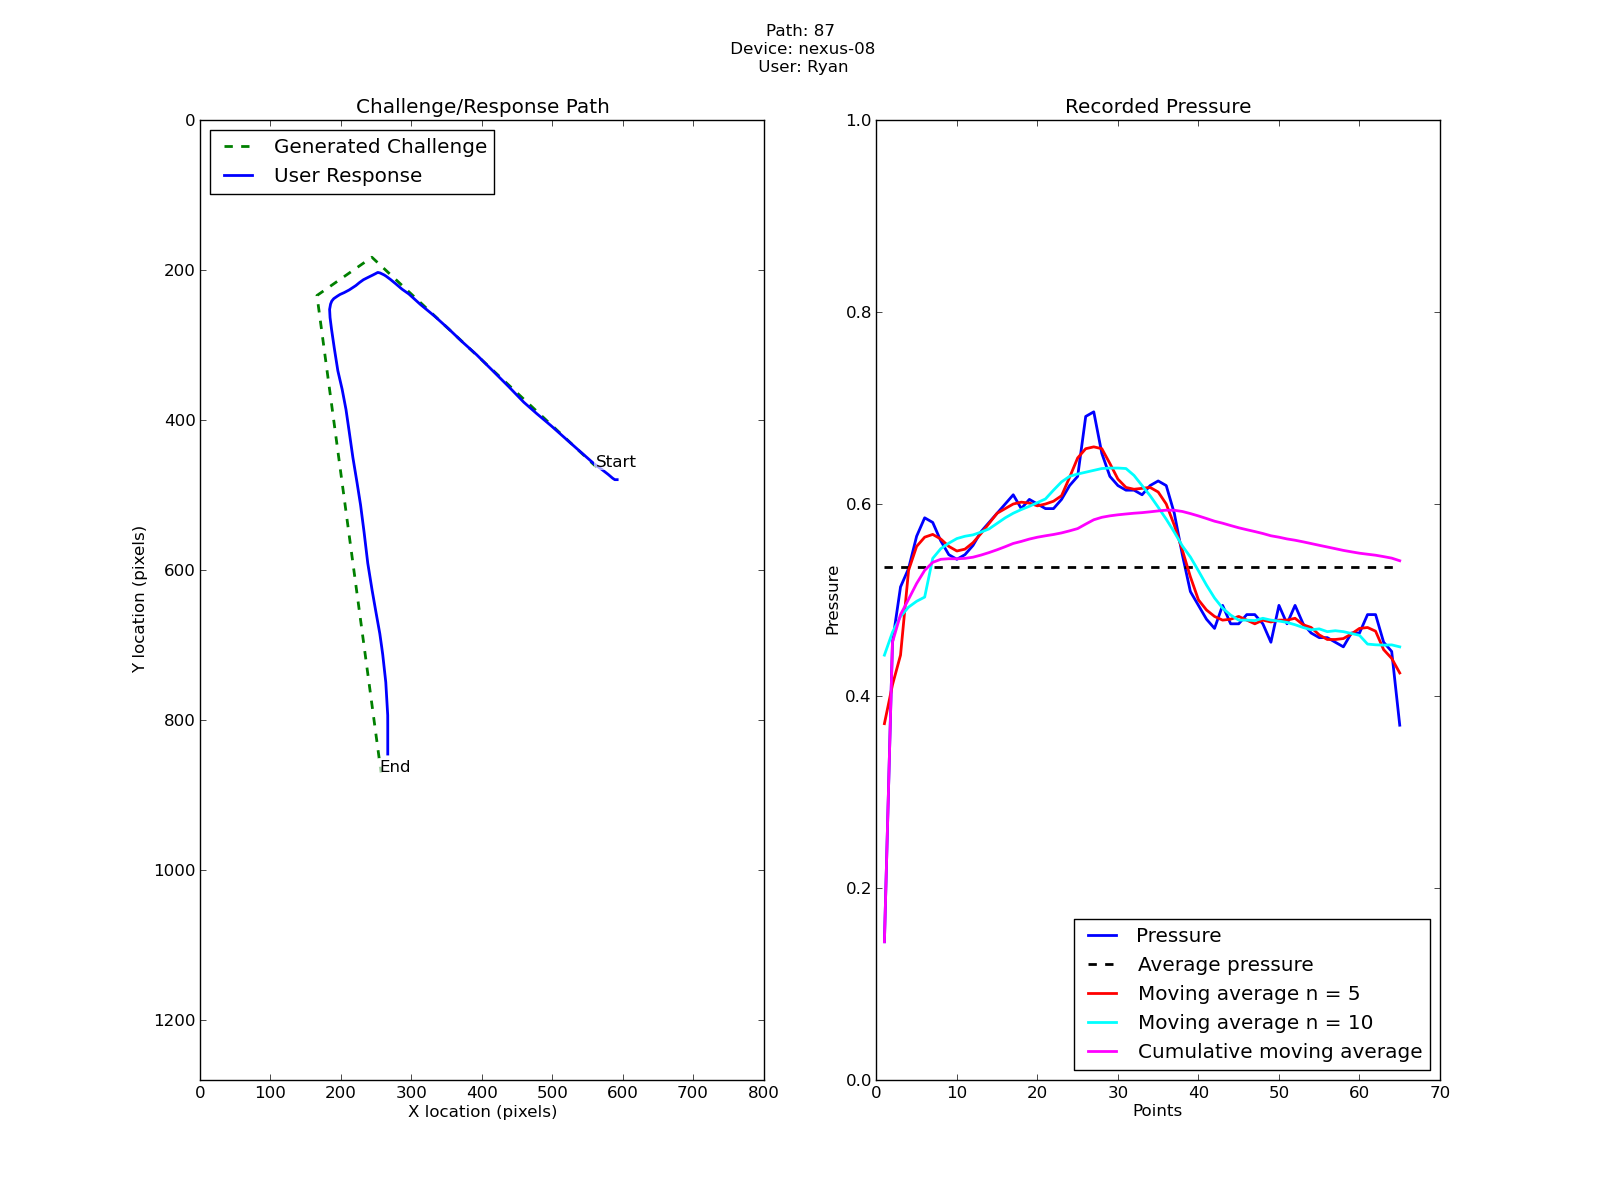 Path: 87
Device: nexus-08
User: Ryan
Challenge/Response Path
Generated Challenge
User Response
Start
End
0
200
400
600
800
1000
1200
Y location (pixels)
0 100 200 300 400 500 600 700 800
X location (pixels)
Recorded Pressure
1.0
0.8
0.6
0.4
0.2
0.0
Pressure
Pressure
Average pressure
Moving average n = 5
Moving average n = 10
Cumulative moving average
0 10 20 30 40 50 60 70
Points